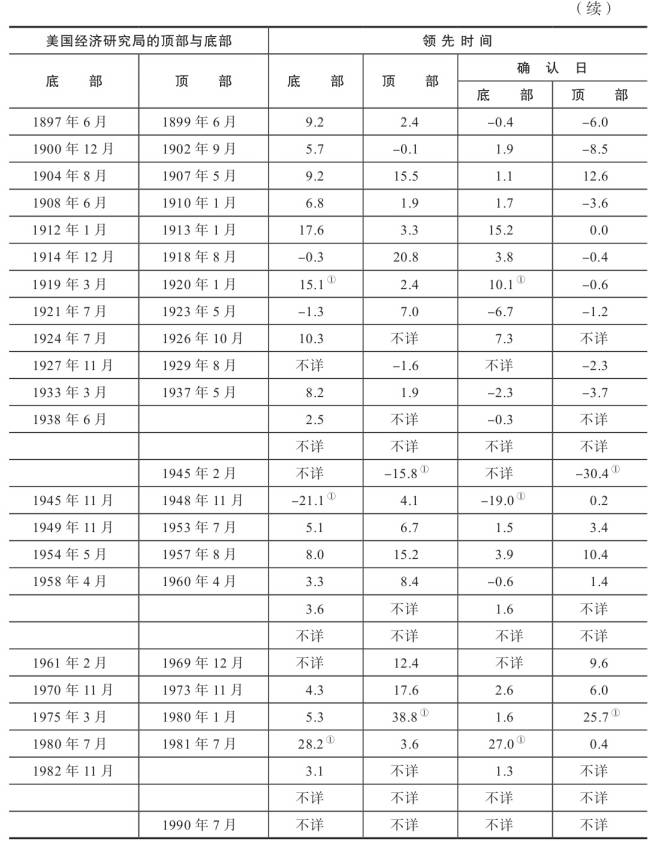 （续）
美国经济研究局的顶部与底部 领先时间
底部 顶部 底部 顶部 确认日
底部 顶部
1897年6月 1899年6月 9.2 2.4 –0.4 –6.0
1900年12月 1902年9月 5.7 –0.1 1.9 –8.5
1904年8月 1907年5月 9.2 15.5 1.1 12.6
1908年6月 1910年1月 6.8 1.9 1.7 –3.6
1912年1月 1913年1月 17.6 3.3 15.2 0.0
1914年12月 1918年8月 –0.3 20.8 3.8 –0.4
1919年3月 1920年1月 15.1① 2.4 10.1① –0.6
1921年7月 1923年5月 –1.3 7.0 –6.7 –1.2
1924年7月 1926年10月 10.3 不详 7.3 不详
1927年11月 1929年8月 不详 –1.6 不详 –2.3
1933年3月 1937年5月 8.2 1.9 –2.3 –3.7
1938年6月 2.5 不详 –0.3 不详
不详 不详 不详 不详
1945年2月 不详 –15.8① 不详 –30.4①
1945年11月 1948年11月 –21.1① 4.1 –19.0① 0.2
1949年11月 1953年7月 5.1 6.7 1.5 3.4
1954年5月 1957年8月 8.0 15.2 3.9 10.4
1958年4月 1960年4月 3.3 8.4 –0.6 1.4
3.6 不详 1.6 不详
不详 不详 不详 不详
1961年2月 1969年12月 不详 12.4 不详 9.6
1970年11月 1973年11月 4.3 17.6 2.6 6.0
1975年3月 1980年1月 5.3 38.8① 1.6 25.7①
1980年7月 1981年7月 28.2① 3.6 27.0① 0.4
1982年11月 3.1 不详 1.3 不详
不详 不详 不详 不详
1990年7月 不详 不详 不详 不详